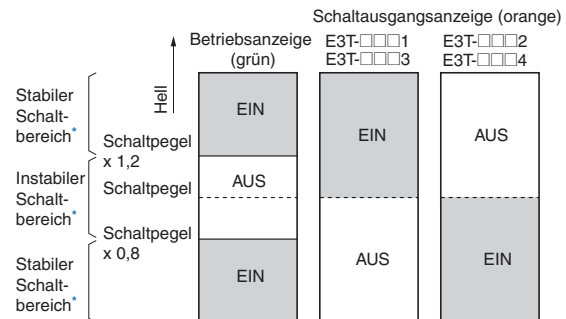 Schaltausgangsanzeige (orange)
Betriebsanzeige
(grün)
E3T-□□□1
E3T-□□□3
E3T-□□□2
E3T-□□□4
Hell
Stabiler
Schalt-
bereich*
EIN
EIN
AUS
Schaltpegel
x 1,2
Instabiler
Schalt-
bereich*
Schaltpegel
AUS
Schaltpegel
x 0,8
Stabiler
Schalt-
bereich*
EIN
AUS
EIN